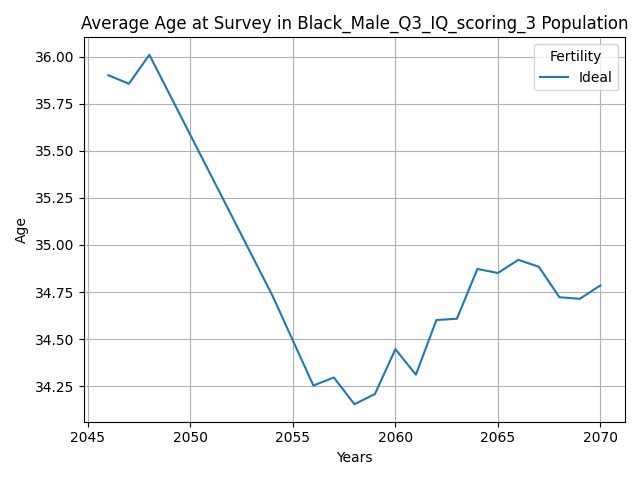 Average Age at Survey in Black_Male_Q3_IQ_scoring_3 Population
Fertility
Ideal
36.00
35.75
35.50
35.25
35.00
34.75
34.50
34.25
Age
2045 2050 2055 2060 2065 2070
Years